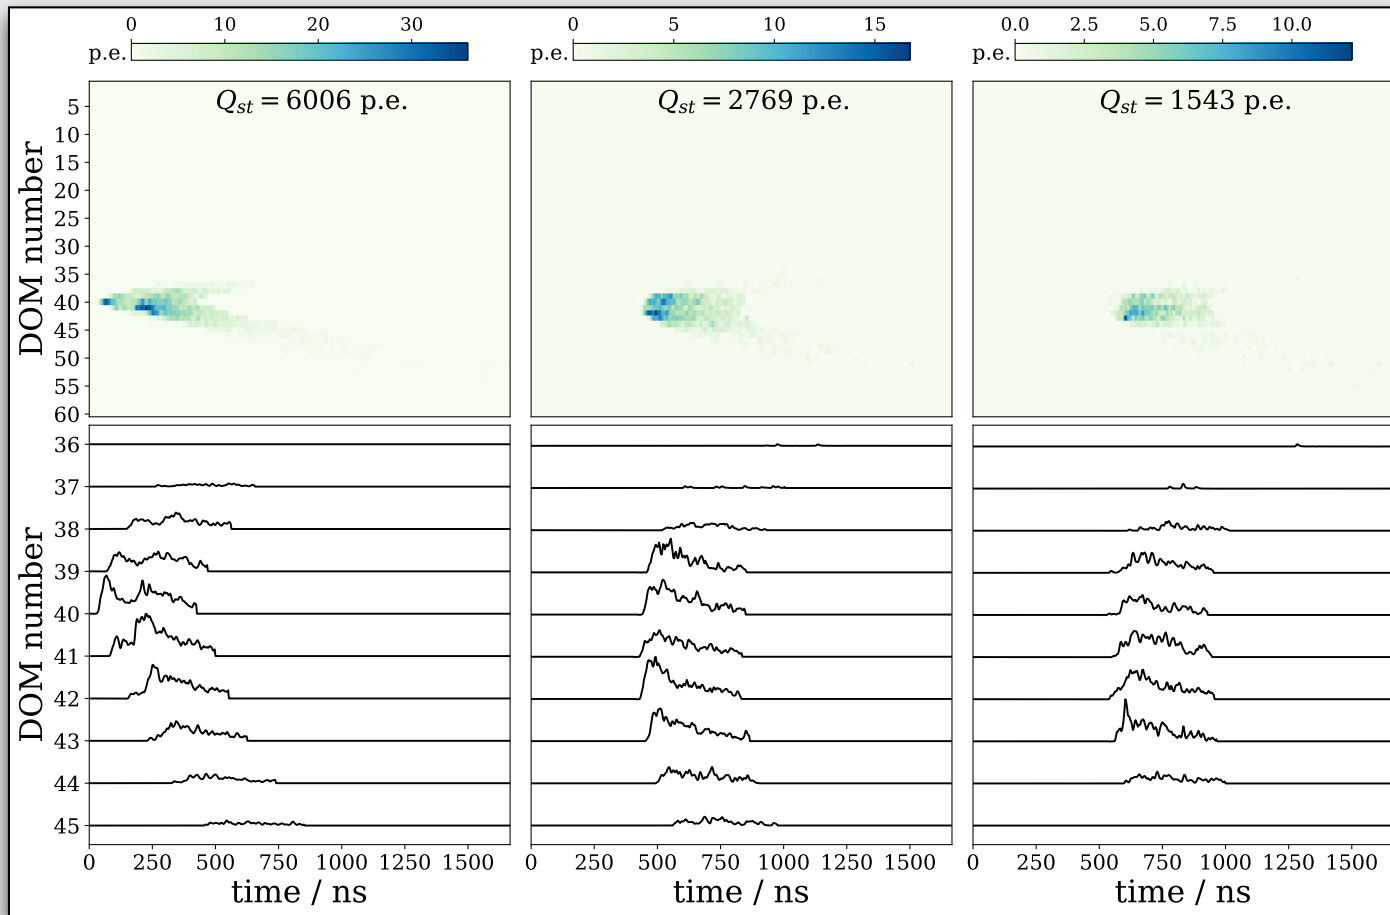 0 10 20 30
p.e.
0 5 10 15
p.e.
0.0 2.5 5.0 7.5 10.0
p.e.
DOM number
5
10
15
20
25
30
35
40
45
50
55
60
Q_st = 6006 p.e.
Q_st = 2769 p.e.
Q_st = 1543 p.e.
DOM number
36
37
38
39
40
41
42
43
44
45
0 250 500 750 1000 1250 1500
time / ns
0 250 500 750 1000 1250 1500
time / ns
0 250 500 750 1000 1250 1500
time / ns